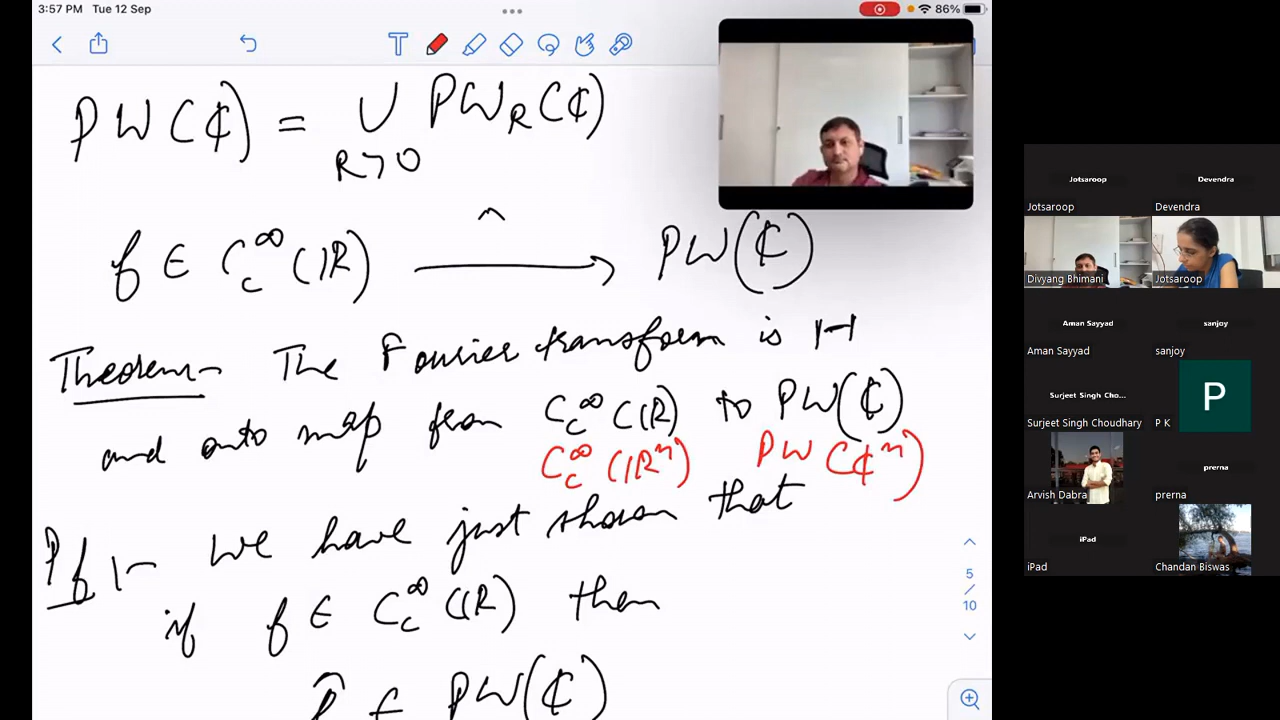 3:57 PM Tue 12 Sep
86%
PW(ℂ) = ∪ PW_R(ℂ)
R>0
f ∈ C_c^∞(ℝ) ⟶^ PW(ℂ)
Theorem- The Fourier transform is 1-1
and onto map from C_c^∞(ℝ) to PW(ℂ)
C_c^∞(ℝ^n) PW(ℂ^n)
Pf :- We have just shown that
if f ∈ C_c^∞(ℝ) then
f̂ ∈ PW(ℂ)
5
/
10
Jotsaroop
Jotsaroop
Devendra
Devendra
Divyang Bhimani
Jotsaroop
Aman Sayyad
Aman Sayyad
sanjoy
sanjoy
Surjeet Singh Cho...
Surjeet Singh Choudhary
P
P K
Arvish Dabra
prerna
prerna
iPad
iPad
Chandan Biswas